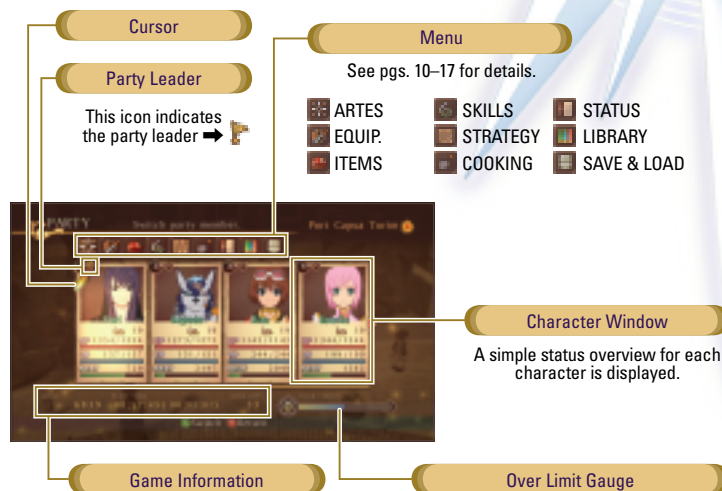 Cursor
Menu
See pgs. 10–17 for details.
Party Leader
This icon indicates
the party leader ➡
ARTES
SKILLS
STATUS
EQUIP.
STRATEGY
LIBRARY
ITEMS
COOKING
SAVE & LOAD
PARTY
Switch party member.
Port Capua Torim
Character Window
A simple status overview for each
character is displayed.
Game Information
Over Limit Gauge